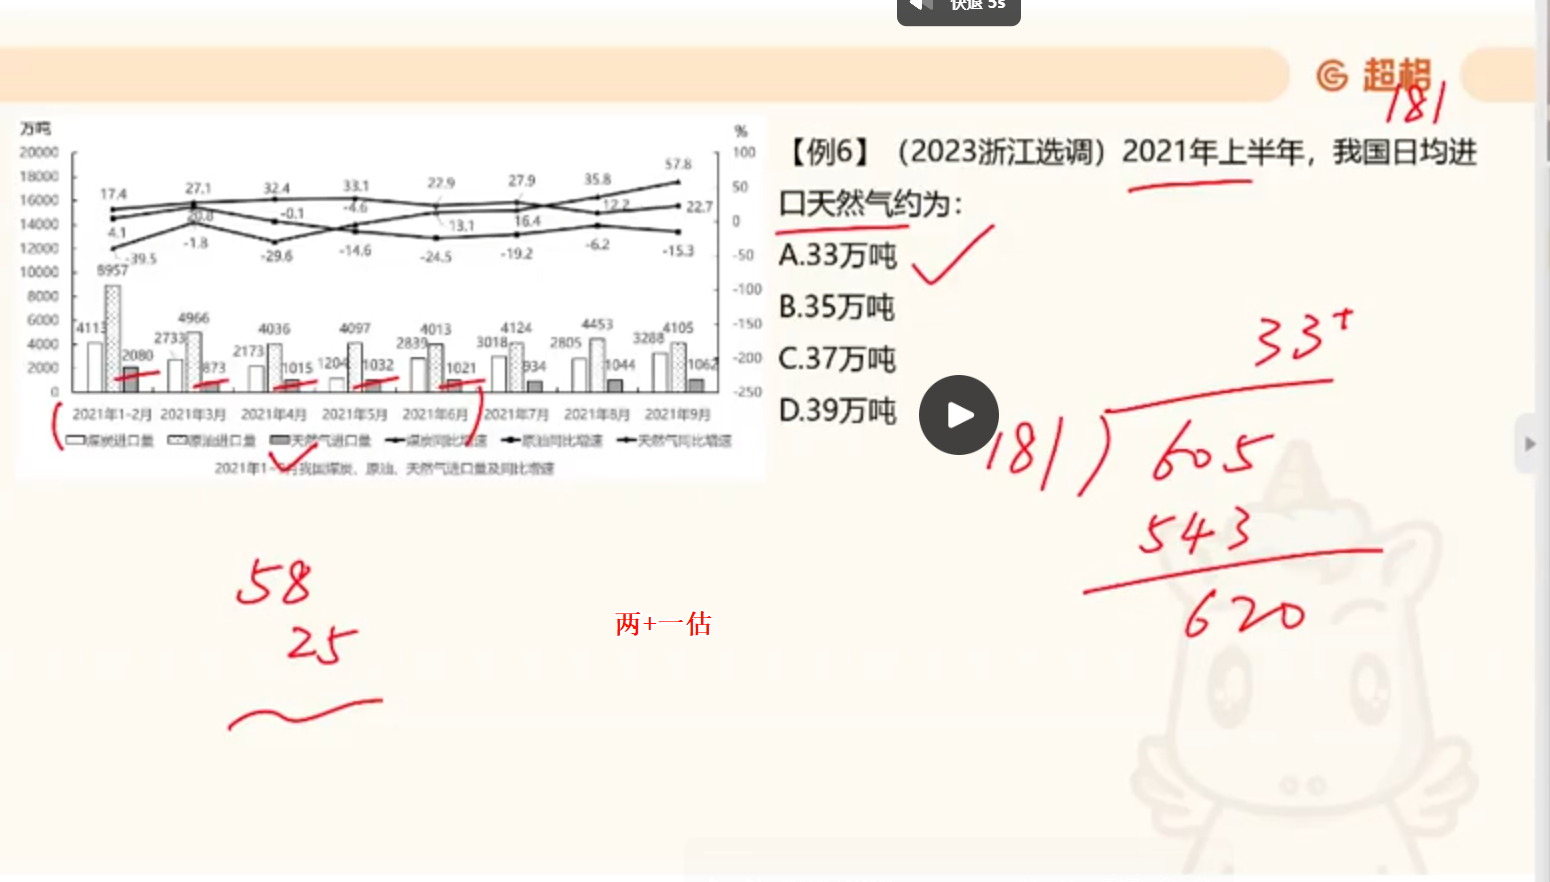 快退 5s
超格
181
万吨
%
20000
18000
16000
14000
12000
10000
8000
6000
4000
2000
0
100
50
0
-50
-100
-150
-200
-250
17.4 27.1 32.4 33.1 22.9 27.9 35.8 57.8
4.1 20.8 -0.1 -4.6 13.1 16.4 12.2 22.7
-39.5 -1.8 -29.6 -14.6 -24.5 -19.2 -6.2 -15.3
4113 8957 2080
2733 4966 873
2173 4036 1015
1204 4097 1032
2839 4013 1021
3018 4124 934
2805 4453 1044
3288 4105 1062
2021年1-2月 2021年3月 2021年4月 2021年5月 2021年6月 2021年7月 2021年8月 2021年9月
煤炭进口量 原油进口量 天然气进口量 煤炭同比增速 原油同比增速 天然气同比增速
2021年1-9月我国煤炭、原油、天然气进口量及同比增速
【例6】（2023浙江选调）2021年上半年，我国日均进
口天然气约为：
A.33万吨
B.35万吨
C.37万吨
D.39万吨
33+
181 ) 605
543
620
58
25
两+一估